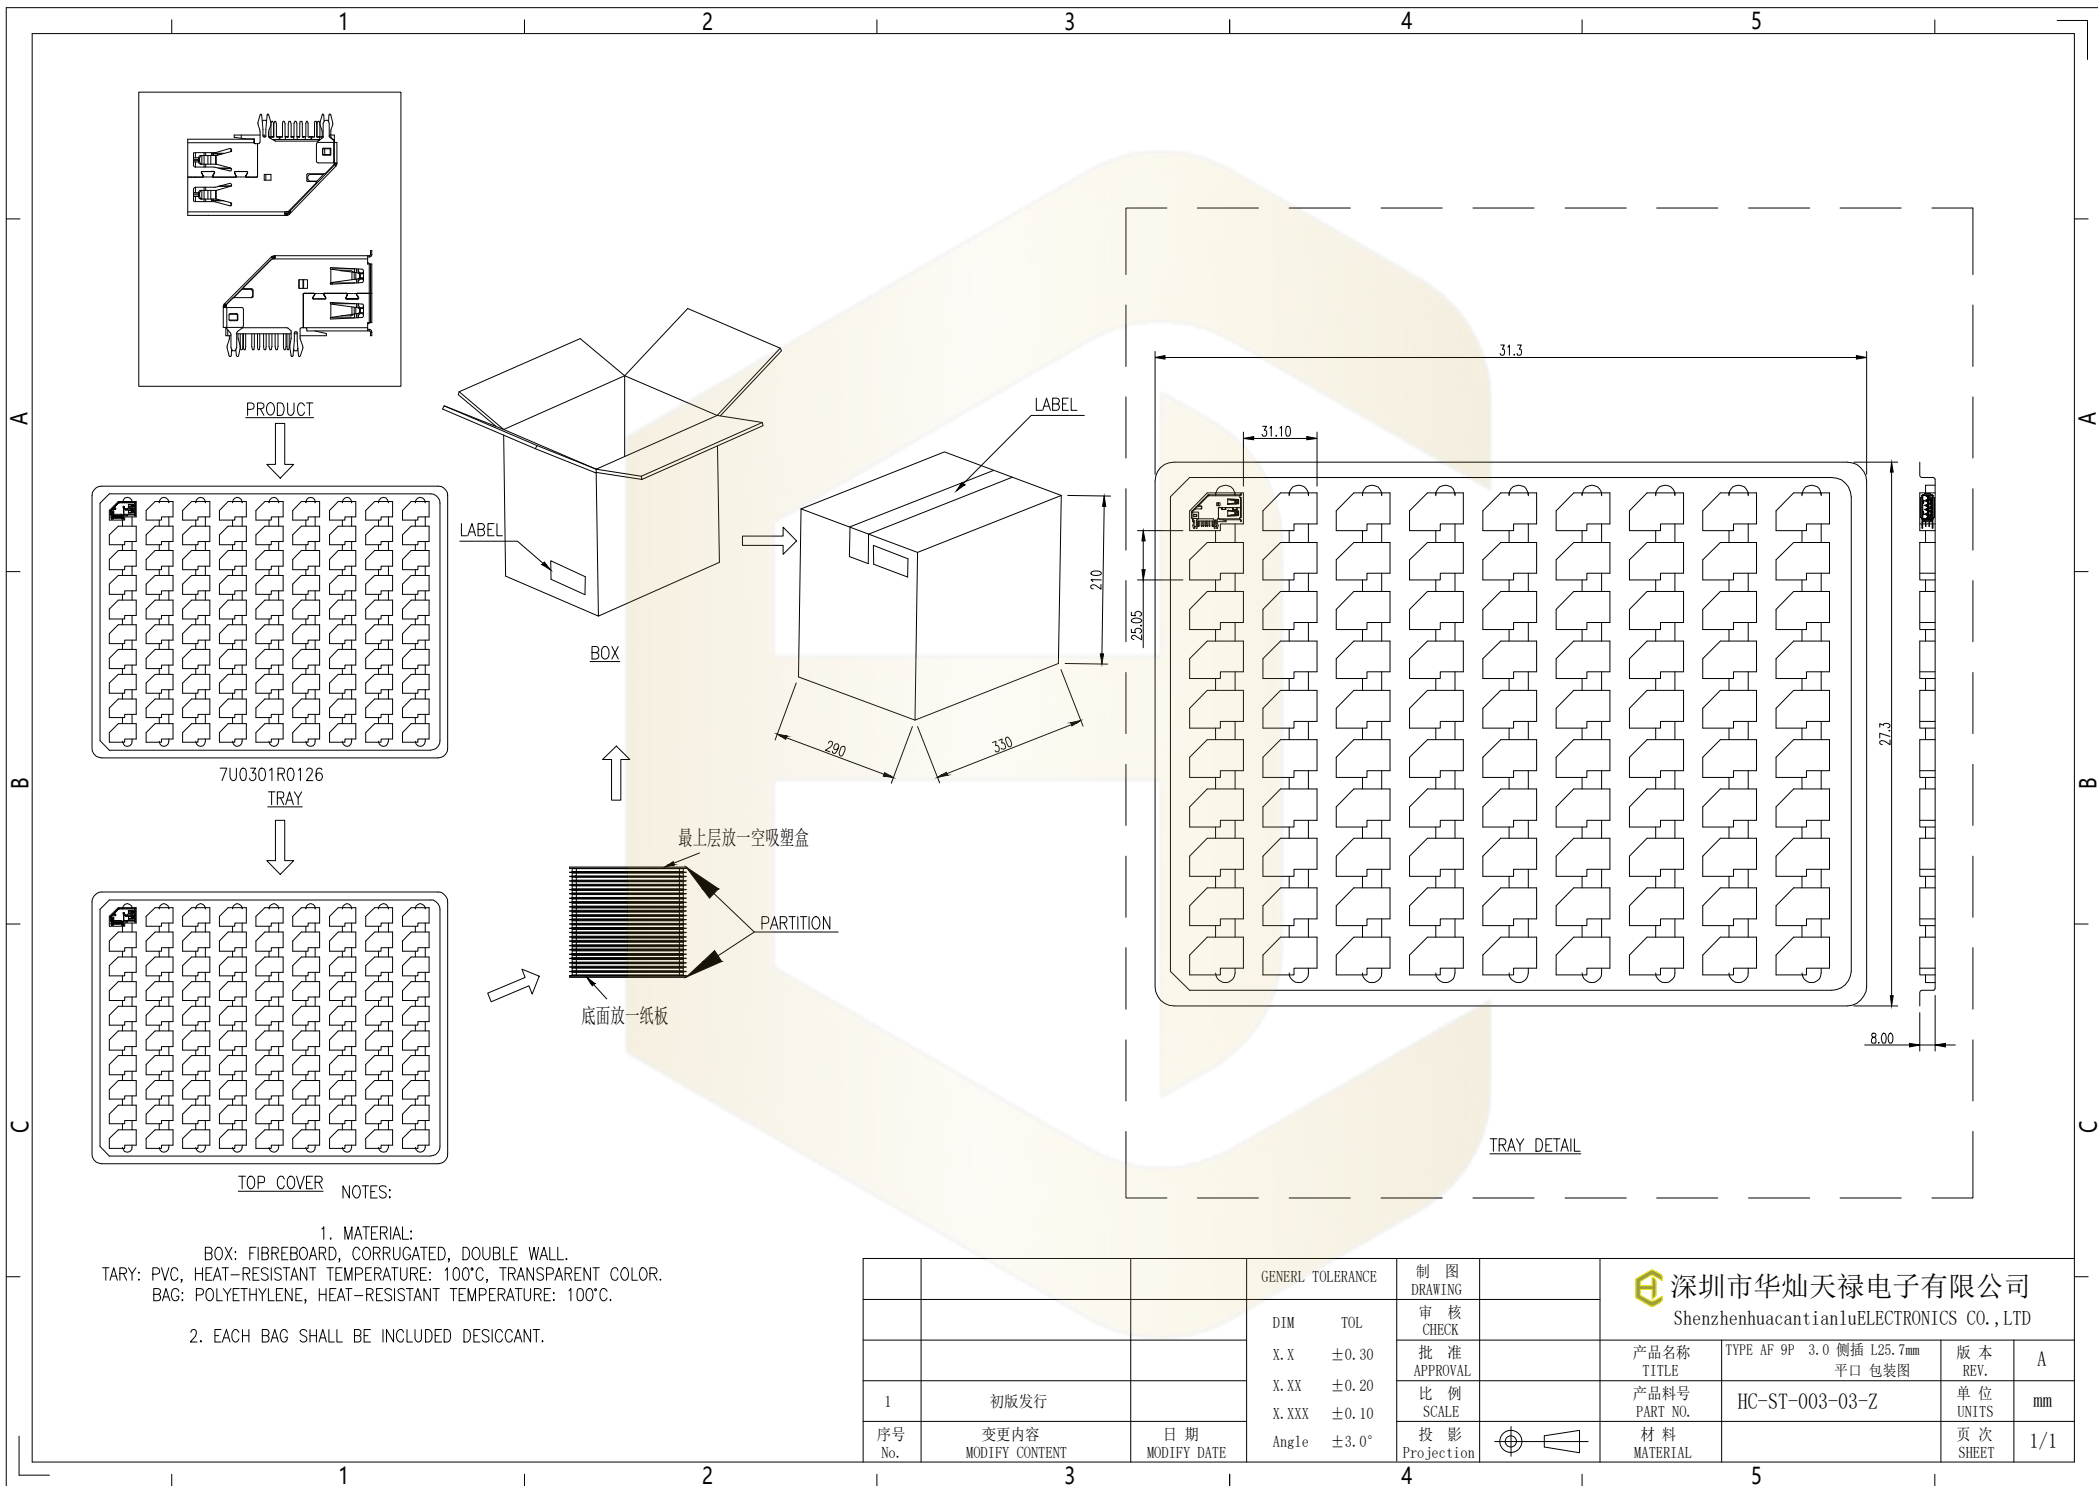 1 2 3 4 5
A A
B B
C C
PRODUCT
7U0301R0126
TRAY
TOP COVER
LABEL
BOX
LABEL
210
290
330
最上层放一空吸塑盒
PARTITION
底面放一纸板
31.3
31.10
25.05
27.3
8.00
TRAY DETAIL
NOTES:
1. MATERIAL:
BOX: FIBREBOARD, CORRUGATED, DOUBLE WALL.
TARY: PVC, HEAT-RESISTANT TEMPERATURE: 100°C, TRANSPARENT COLOR.
BAG: POLYETHYLENE, HEAT-RESISTANT TEMPERATURE: 100°C.
2. EACH BAG SHALL BE INCLUDED DESICCANT.
1 初版发行
序号 变更内容 日 期
No. MODIFY CONTENT MODIFY DATE
GENERL TOLERANCE
DIM TOL
X.X ±0.30
X.XX ±0.20
X.XXX ±0.10
Angle ±3.0°
制 图
DRAWING
审 核
CHECK
批 准
APPROVAL
比 例
SCALE
投 影
Projection
深圳市华灿天禄电子有限公司
ShenzhenhuacantianluELECTRONICS CO.,LTD
产品名称
TITLE
TYPE AF 9P 3.0 侧插 L25.7mm
平口 包装图
版 本
REV.
A
产品料号
PART NO.
HC-ST-003-03-Z
单 位
UNITS
mm
材 料
MATERIAL
页 次
SHEET
1/1
1 2 3 4 5